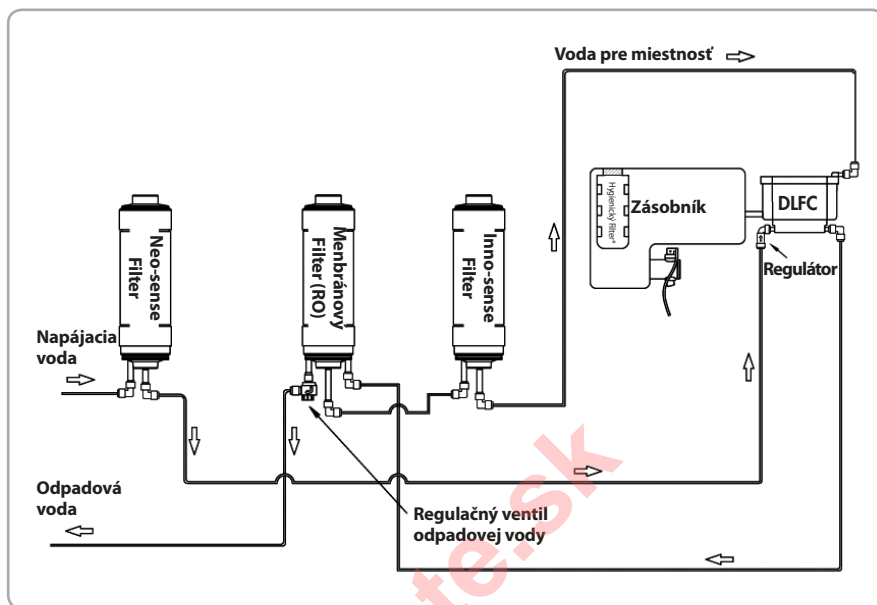 Voda pre miestnosť
Neo-sense
Filter
Menbránový
Filter (RO)
Inno-sense
Filter
Hygienický Filter*
Zásobník
DLFC
Regulátor
Napájacia
voda
Odpadová
voda
Regulačný ventil
odpadovej vody
te.sk